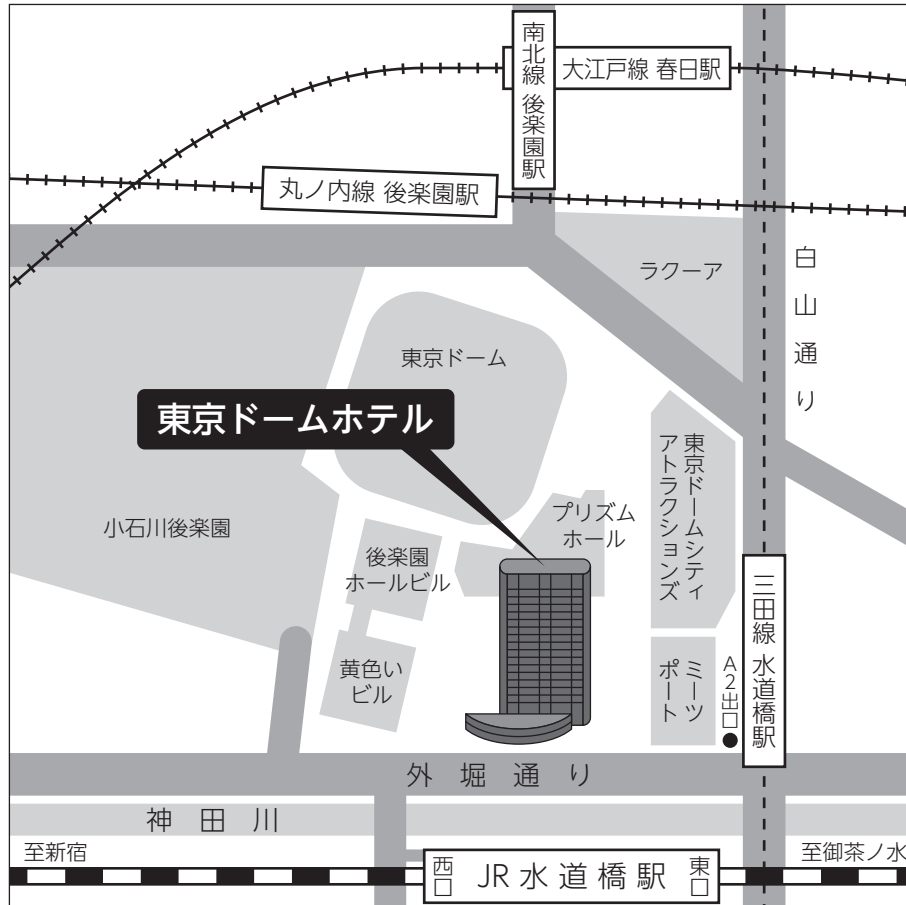 南北線 後楽園駅
大江戸線 春日駅
丸ノ内線 後楽園駅
ラクーア
白山通り
東京ドーム
東京ドームホテル
東京ドームシティ
アトラクションズ
小石川後楽園
プリズム
ホール
後楽園
ホールビル
三田線 水道橋駅
黄色い
ビル
ミーツ
ポート
A2出口
外堀通り
神田川
至新宿
西口
JR水道橋駅
東口
至御茶ノ水